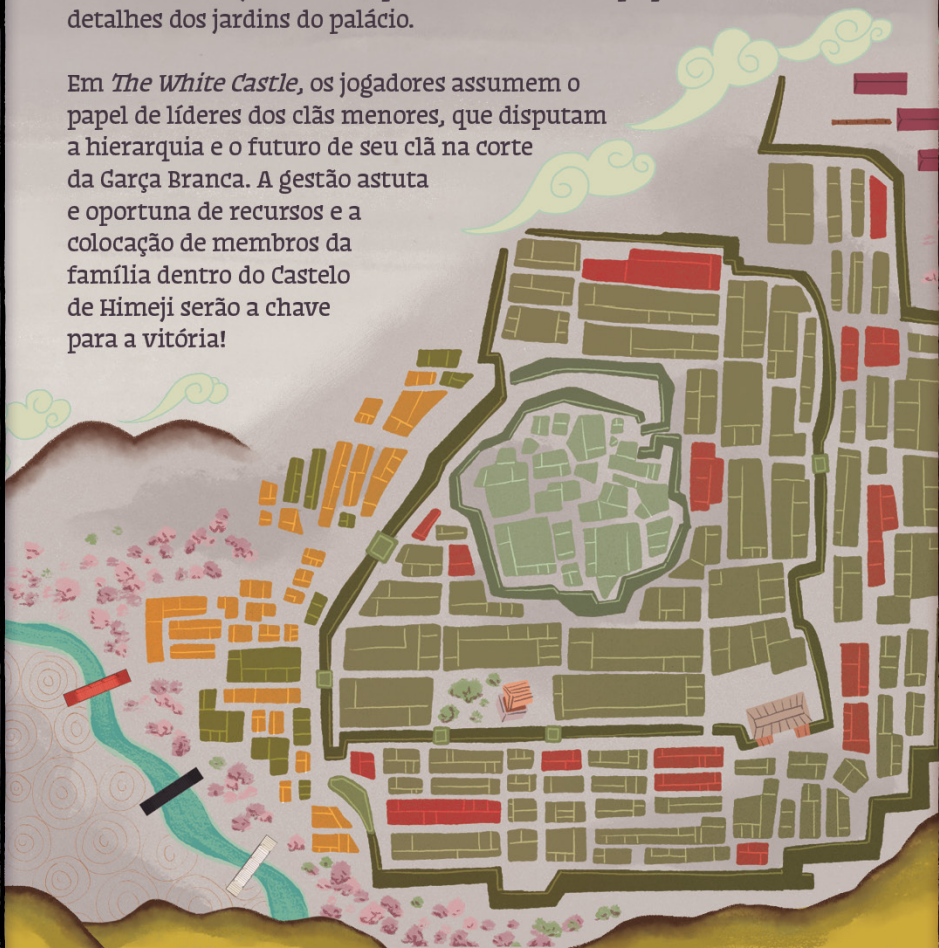 detalhes dos jardins do palácio.
Em The White Castle, os jogadores assumem o
papel de líderes dos clãs menores, que disputam
a hierarquia e o futuro de seu clã na corte
da Garça Branca. A gestão astuta
e oportuna de recursos e a
colocação de membros da
família dentro do Castelo
de Himeji serão a chave
para a vitória!